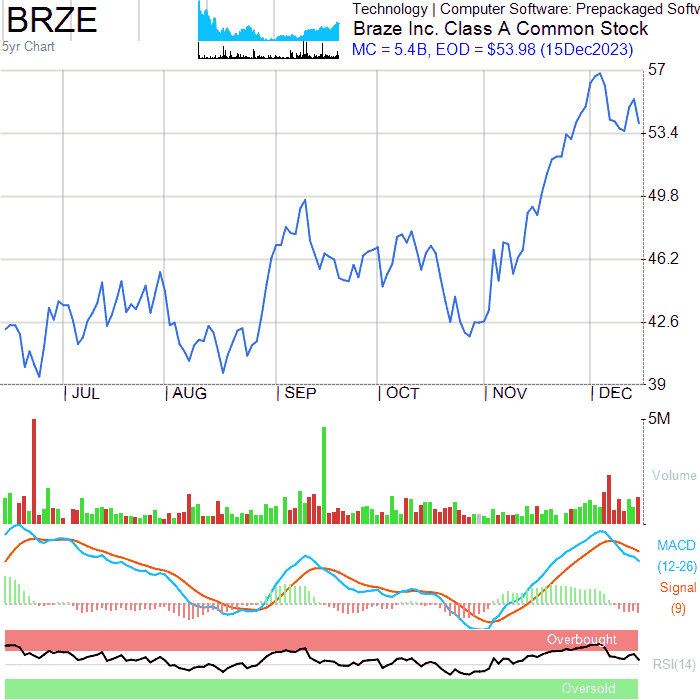 BRZE
Technology | Computer Software: Prepackaged Softw
Braze Inc. Class A Common Stock
5yr Chart
MC = 5.4B, EOD = $53.98 (15Dec2023)
57
53.4
49.8
46.2
42.6
39
JUL
AUG
SEP
OCT
NOV
DEC
5M
Volume
MACD
(12-26)
Signal
(9)
Overbought
RSI(14)
Oversold